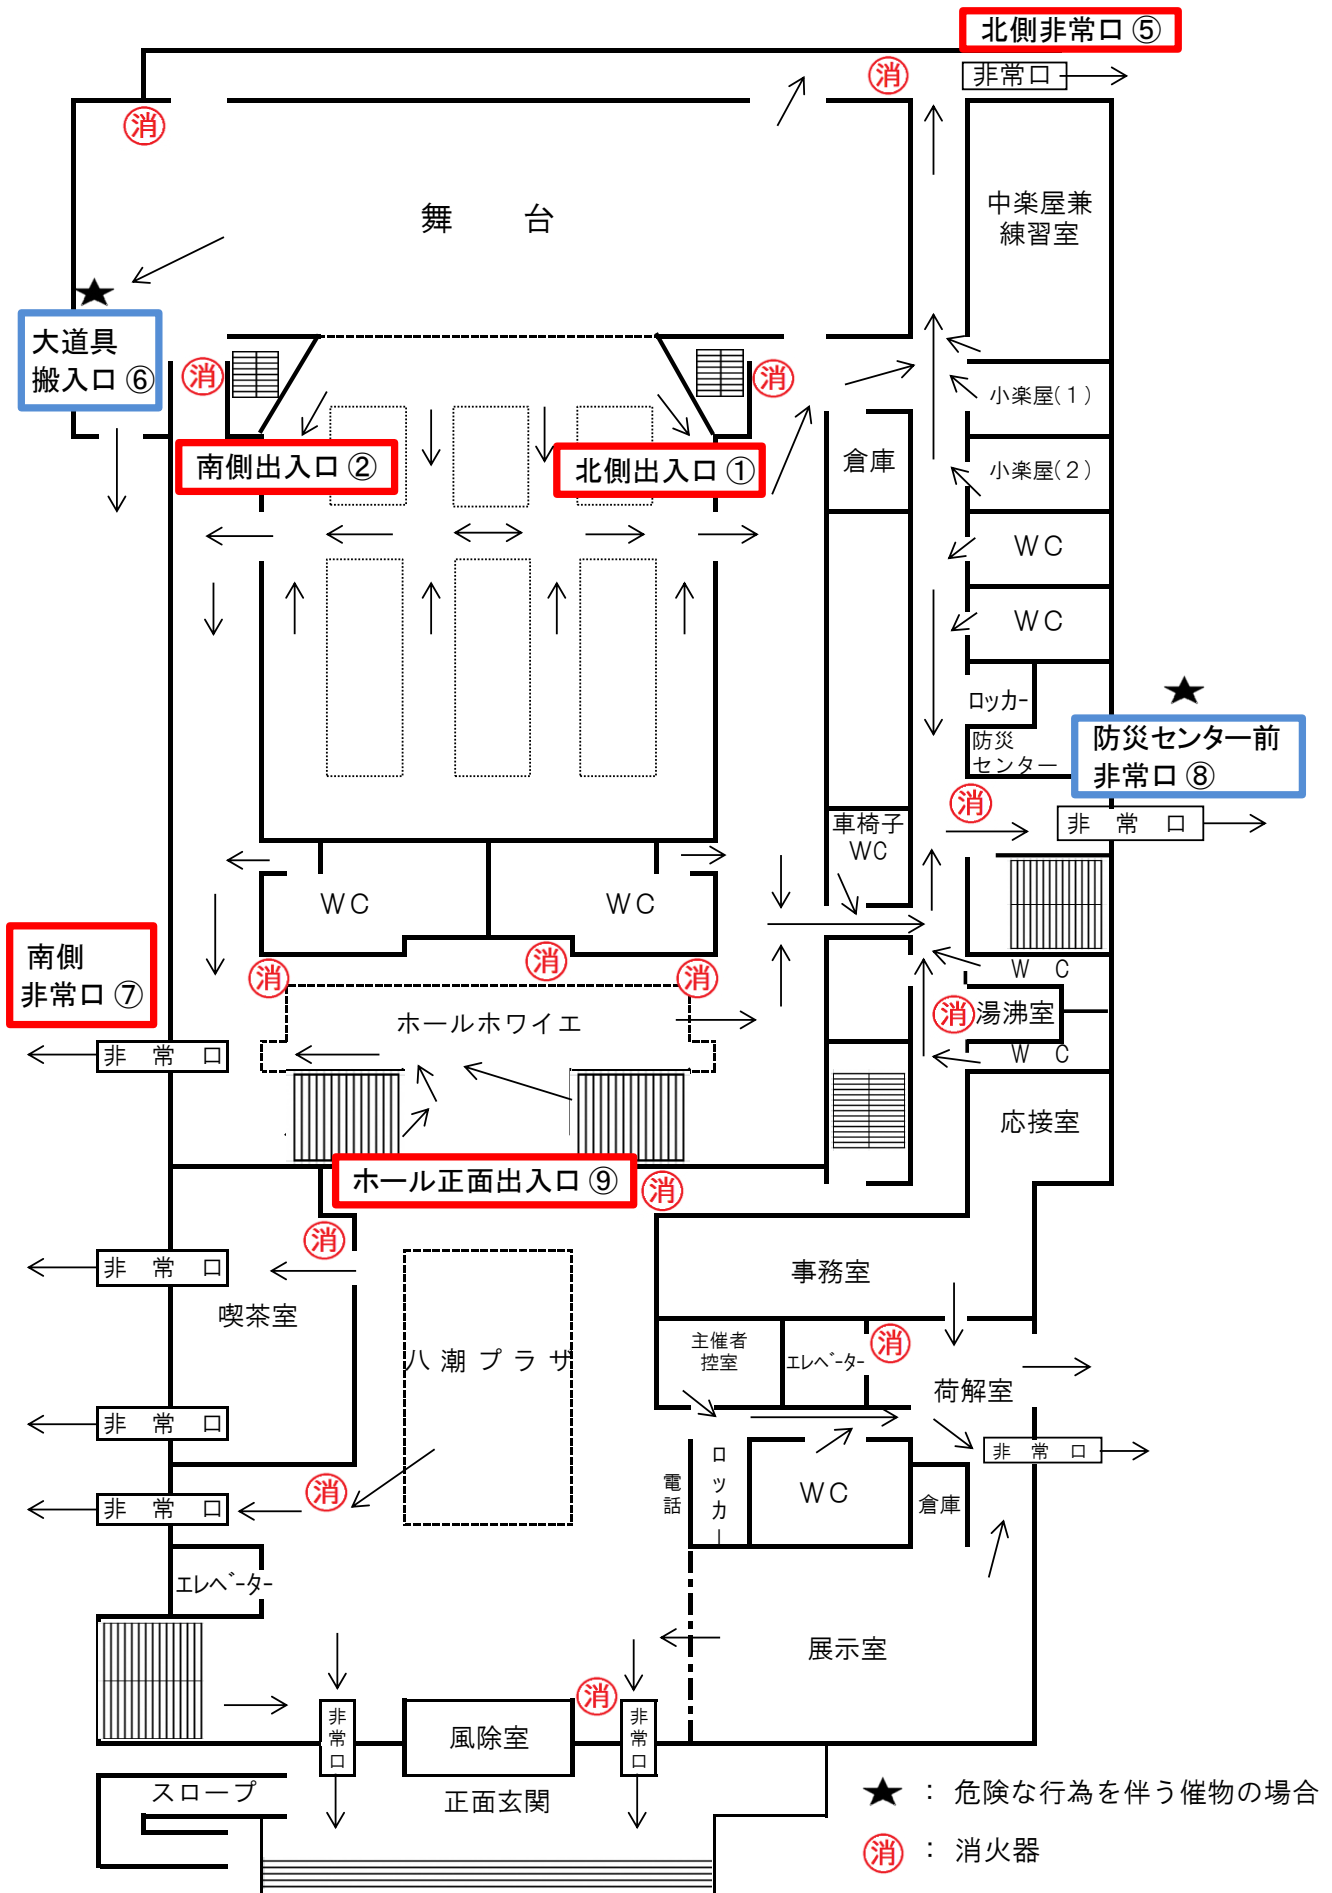 北側非常口 ⑤
消
非常口
消
中楽屋兼
練習室
舞 台
大道具
搬入口 ⑥
消
消
小楽屋(1)
南側出入口 ②
北側出入口 ①
倉庫
小楽屋(2)
WC
WC
ロッカー
防災センター前
非常口 ⑧
防災
センター
消
非 常 口
車椅子
WC
WC
WC
南側
非常口 ⑦
消
消
消
W C
消
湯沸室
ホールホワイエ
W C
非 常 口
応接室
ホール正面出入口 ⑨
消
消
非 常 口
事務室
喫茶室
主催者
控室
エレベーター
消
八潮プラザ
荷解室
非 常 口
非 常 口
電話
ロッカー
WC
倉庫
消
非 常 口
エレベーター
展示室
消
非常口
風除室
非常口
スロープ
正面玄関
★ : 危険な行為を伴う催物の場合
消 : 消火器